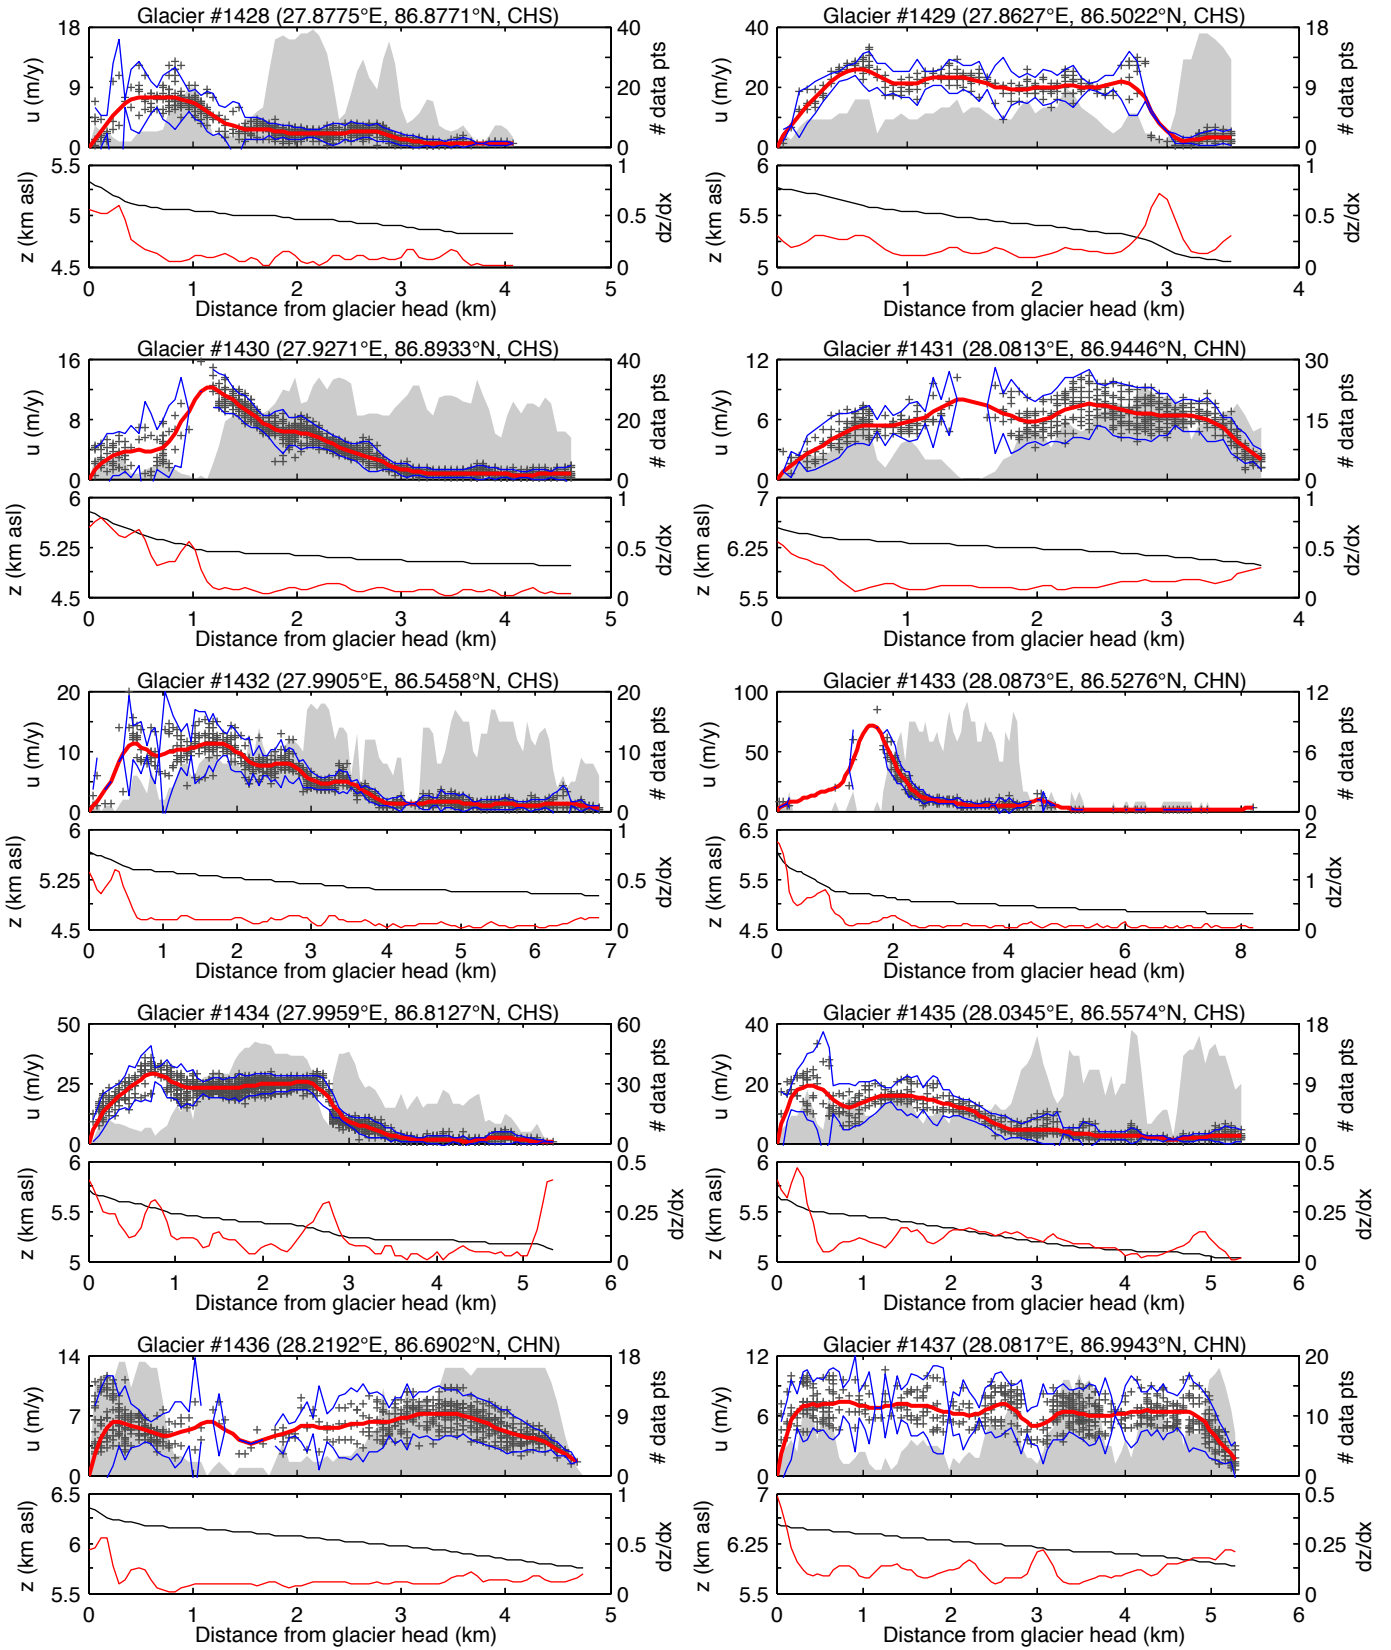 Glacier #1428 (27.8775°E, 86.8771°N, CHS)
18 9 0 u (m/y)
40 20 0 # data pts
5.5 5 4.5 z (km asl)
1 0.5 0 dz/dx
0 1 2 3 4 5
Distance from glacier head (km)
Glacier #1429 (27.8627°E, 86.5022°N, CHS)
40 20 0 u (m/y)
18 9 0 # data pts
6 5.5 5 z (km asl)
1 0.5 0 dz/dx
0 1 2 3 4
Distance from glacier head (km)
Glacier #1430 (27.9271°E, 86.8933°N, CHS)
16 8 0 u (m/y)
40 20 0 # data pts
6 5.25 4.5 z (km asl)
1 0.5 0 dz/dx
0 1 2 3 4 5
Distance from glacier head (km)
Glacier #1431 (28.0813°E, 86.9446°N, CHN)
12 6 0 u (m/y)
30 15 0 # data pts
7 6.25 5.5 z (km asl)
1 0.5 0 dz/dx
0 1 2 3 4
Distance from glacier head (km)
Glacier #1432 (27.9905°E, 86.5458°N, CHS)
20 10 0 u (m/y)
20 10 0 # data pts
6 5.25 4.5 z (km asl)
1 0.5 0 dz/dx
0 1 2 3 4 5 6 7
Distance from glacier head (km)
Glacier #1433 (28.0873°E, 86.5276°N, CHN)
100 50 0 u (m/y)
12 6 0 # data pts
6.5 5.5 4.5 z (km asl)
2 1 0 dz/dx
0 2 4 6 8
Distance from glacier head (km)
Glacier #1434 (27.9959°E, 86.8127°N, CHS)
50 25 0 u (m/y)
60 30 0 # data pts
6 5.5 5 z (km asl)
0.5 0.25 0 dz/dx
0 1 2 3 4 5 6
Distance from glacier head (km)
Glacier #1435 (28.0345°E, 86.5574°N, CHS)
40 20 0 u (m/y)
18 9 0 # data pts
6 5.5 5 z (km asl)
0.5 0.25 0 dz/dx
0 1 2 3 4 5 6
Distance from glacier head (km)
Glacier #1436 (28.2192°E, 86.6902°N, CHN)
14 7 0 u (m/y)
18 9 0 # data pts
6.5 6 5.5 z (km asl)
1 0.5 0 dz/dx
0 1 2 3 4 5
Distance from glacier head (km)
Glacier #1437 (28.0817°E, 86.9943°N, CHN)
12 6 0 u (m/y)
20 10 0 # data pts
7 6.25 5.5 z (km asl)
0.5 0.25 0 dz/dx
0 1 2 3 4 5 6
Distance from glacier head (km)